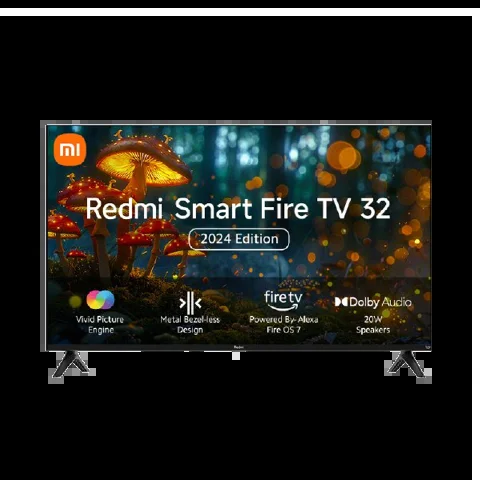 mi
Redmi Smart Fire TV 32
2024 Edition
Vivid Picture
Engine
Metal Bezel-less
Design
fire tv
Powered By- Alexa
Fire OS 7
Dolby Audio
20W
Speakers
Redmi